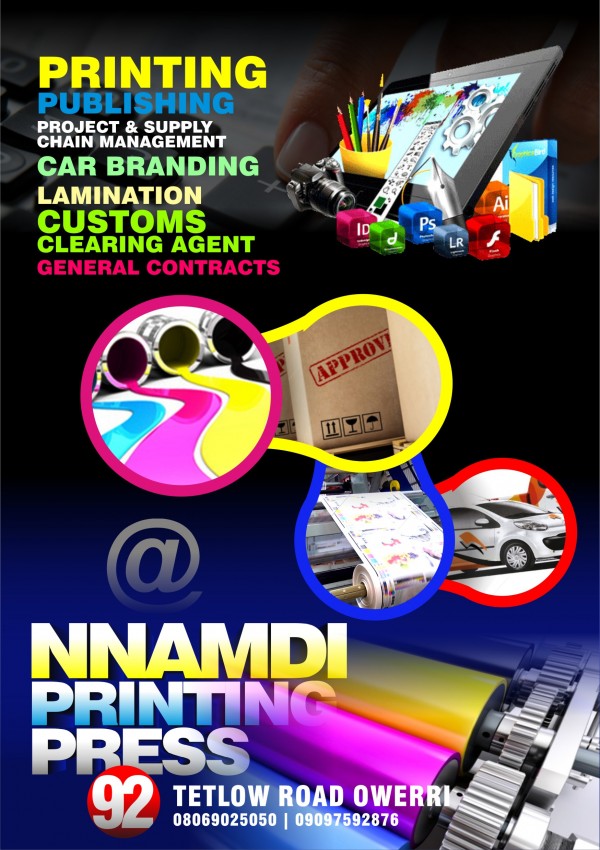 PRINTING
PUBLISHING
PROJECT & SUPPLY
CHAIN MANAGEMENT
CAR BRANDING
LAMINATION
CUSTOMS
CLEARING AGENT
GENERAL CONTRACTS
Ai
ID
Ps
LR
APPROV
@
NNAMDI
PRINTING
PRESS
92 TETLOW ROAD OWERRI
08069025050 | 09097592876